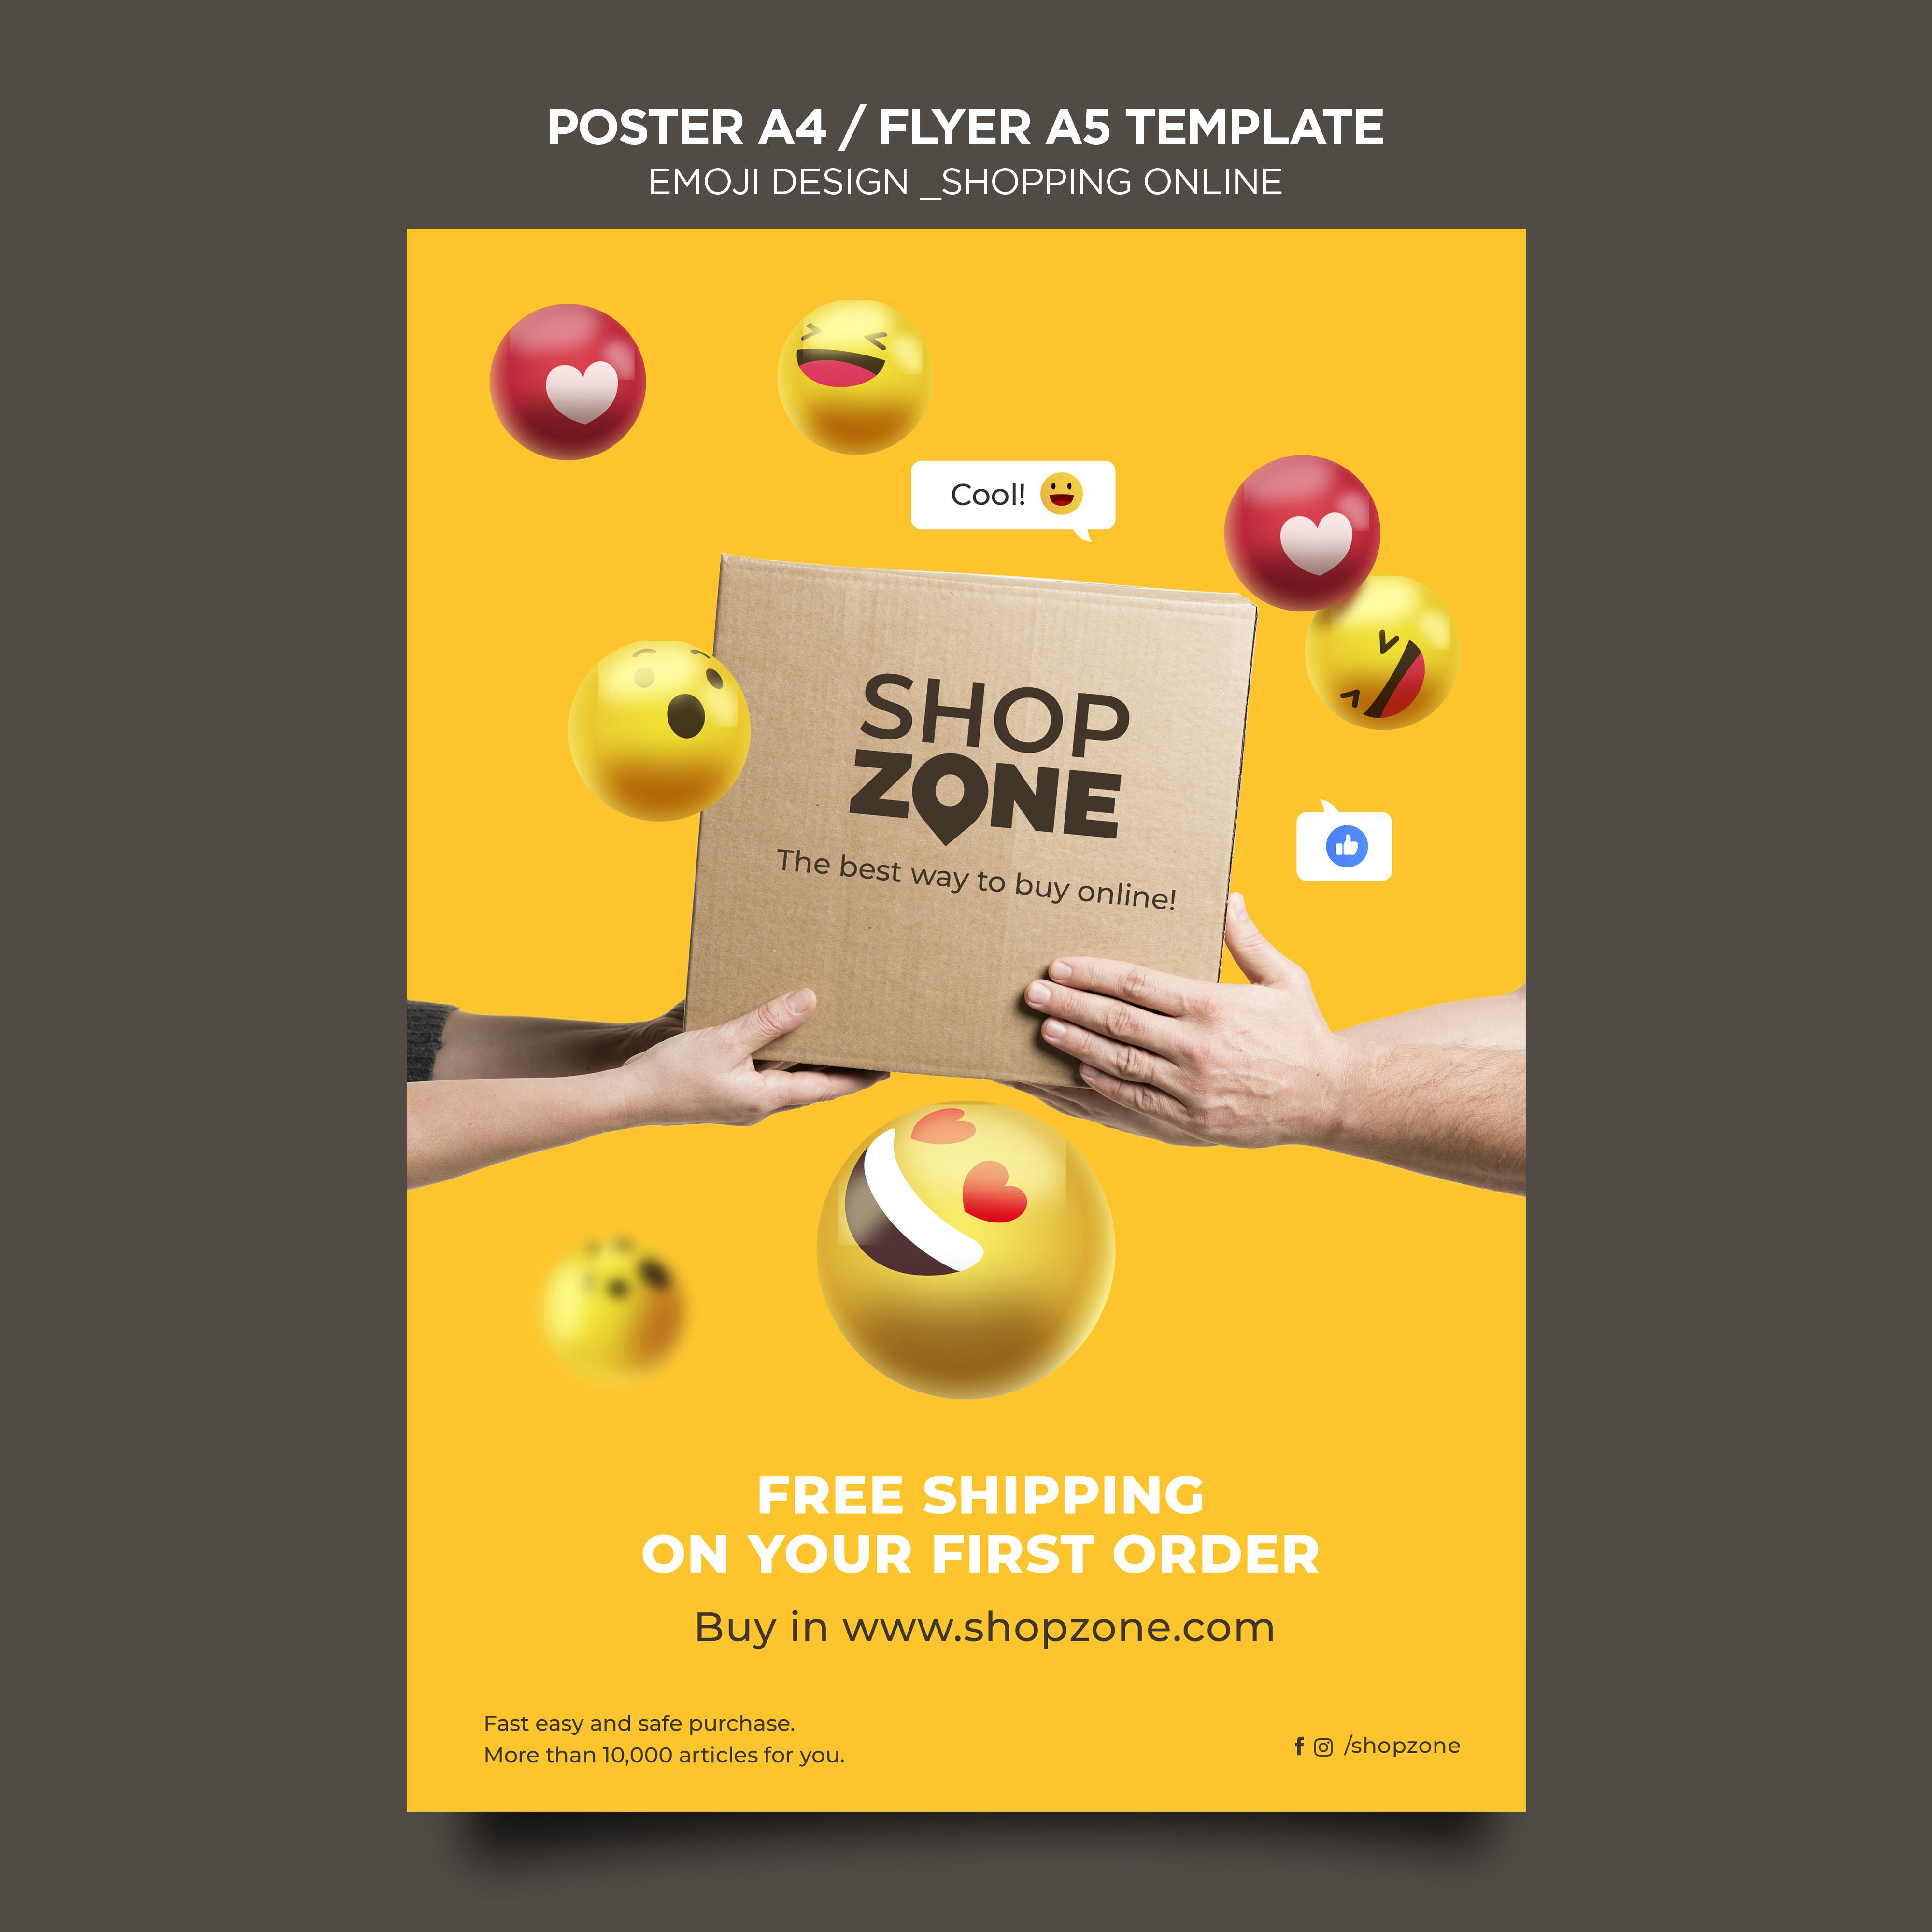 POSTER A4 / FLYER A5 TEMPLATE
EMOJI DESIGN _SHOPPING ONLINE
Cool!
SHOP
ZONE
The best way to buy online!
FREE SHIPPING
ON YOUR FIRST ORDER
Buy in www.shopzone.com
Fast easy and safe purchase.
More than 10,000 articles for you.
/shopzone